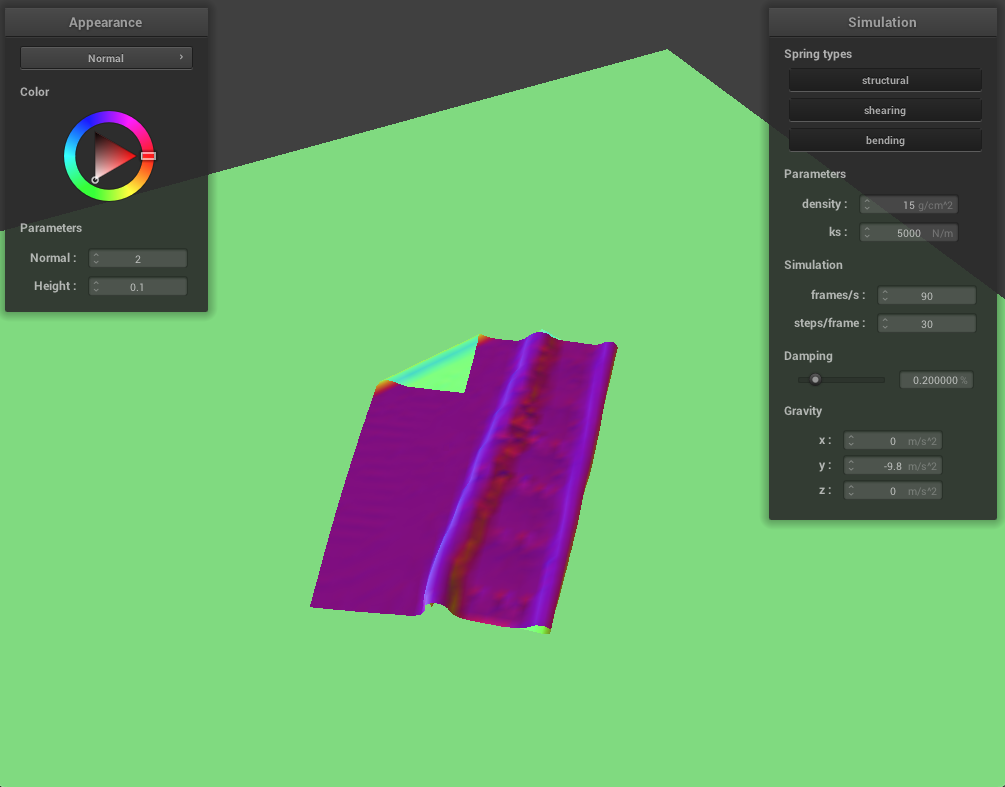 Appearance
Normal
Color
Parameters
Normal : 2
Height : 0.1
Simulation
Spring types
structural
shearing
bending
Parameters
density : 15 g/cm^2
ks : 5000 N/m
Simulation
frames/s : 90
steps/frame : 30
Damping
0.200000 %
Gravity
x : 0 m/s^2
y : -9.8 m/s^2
z : 0 m/s^2